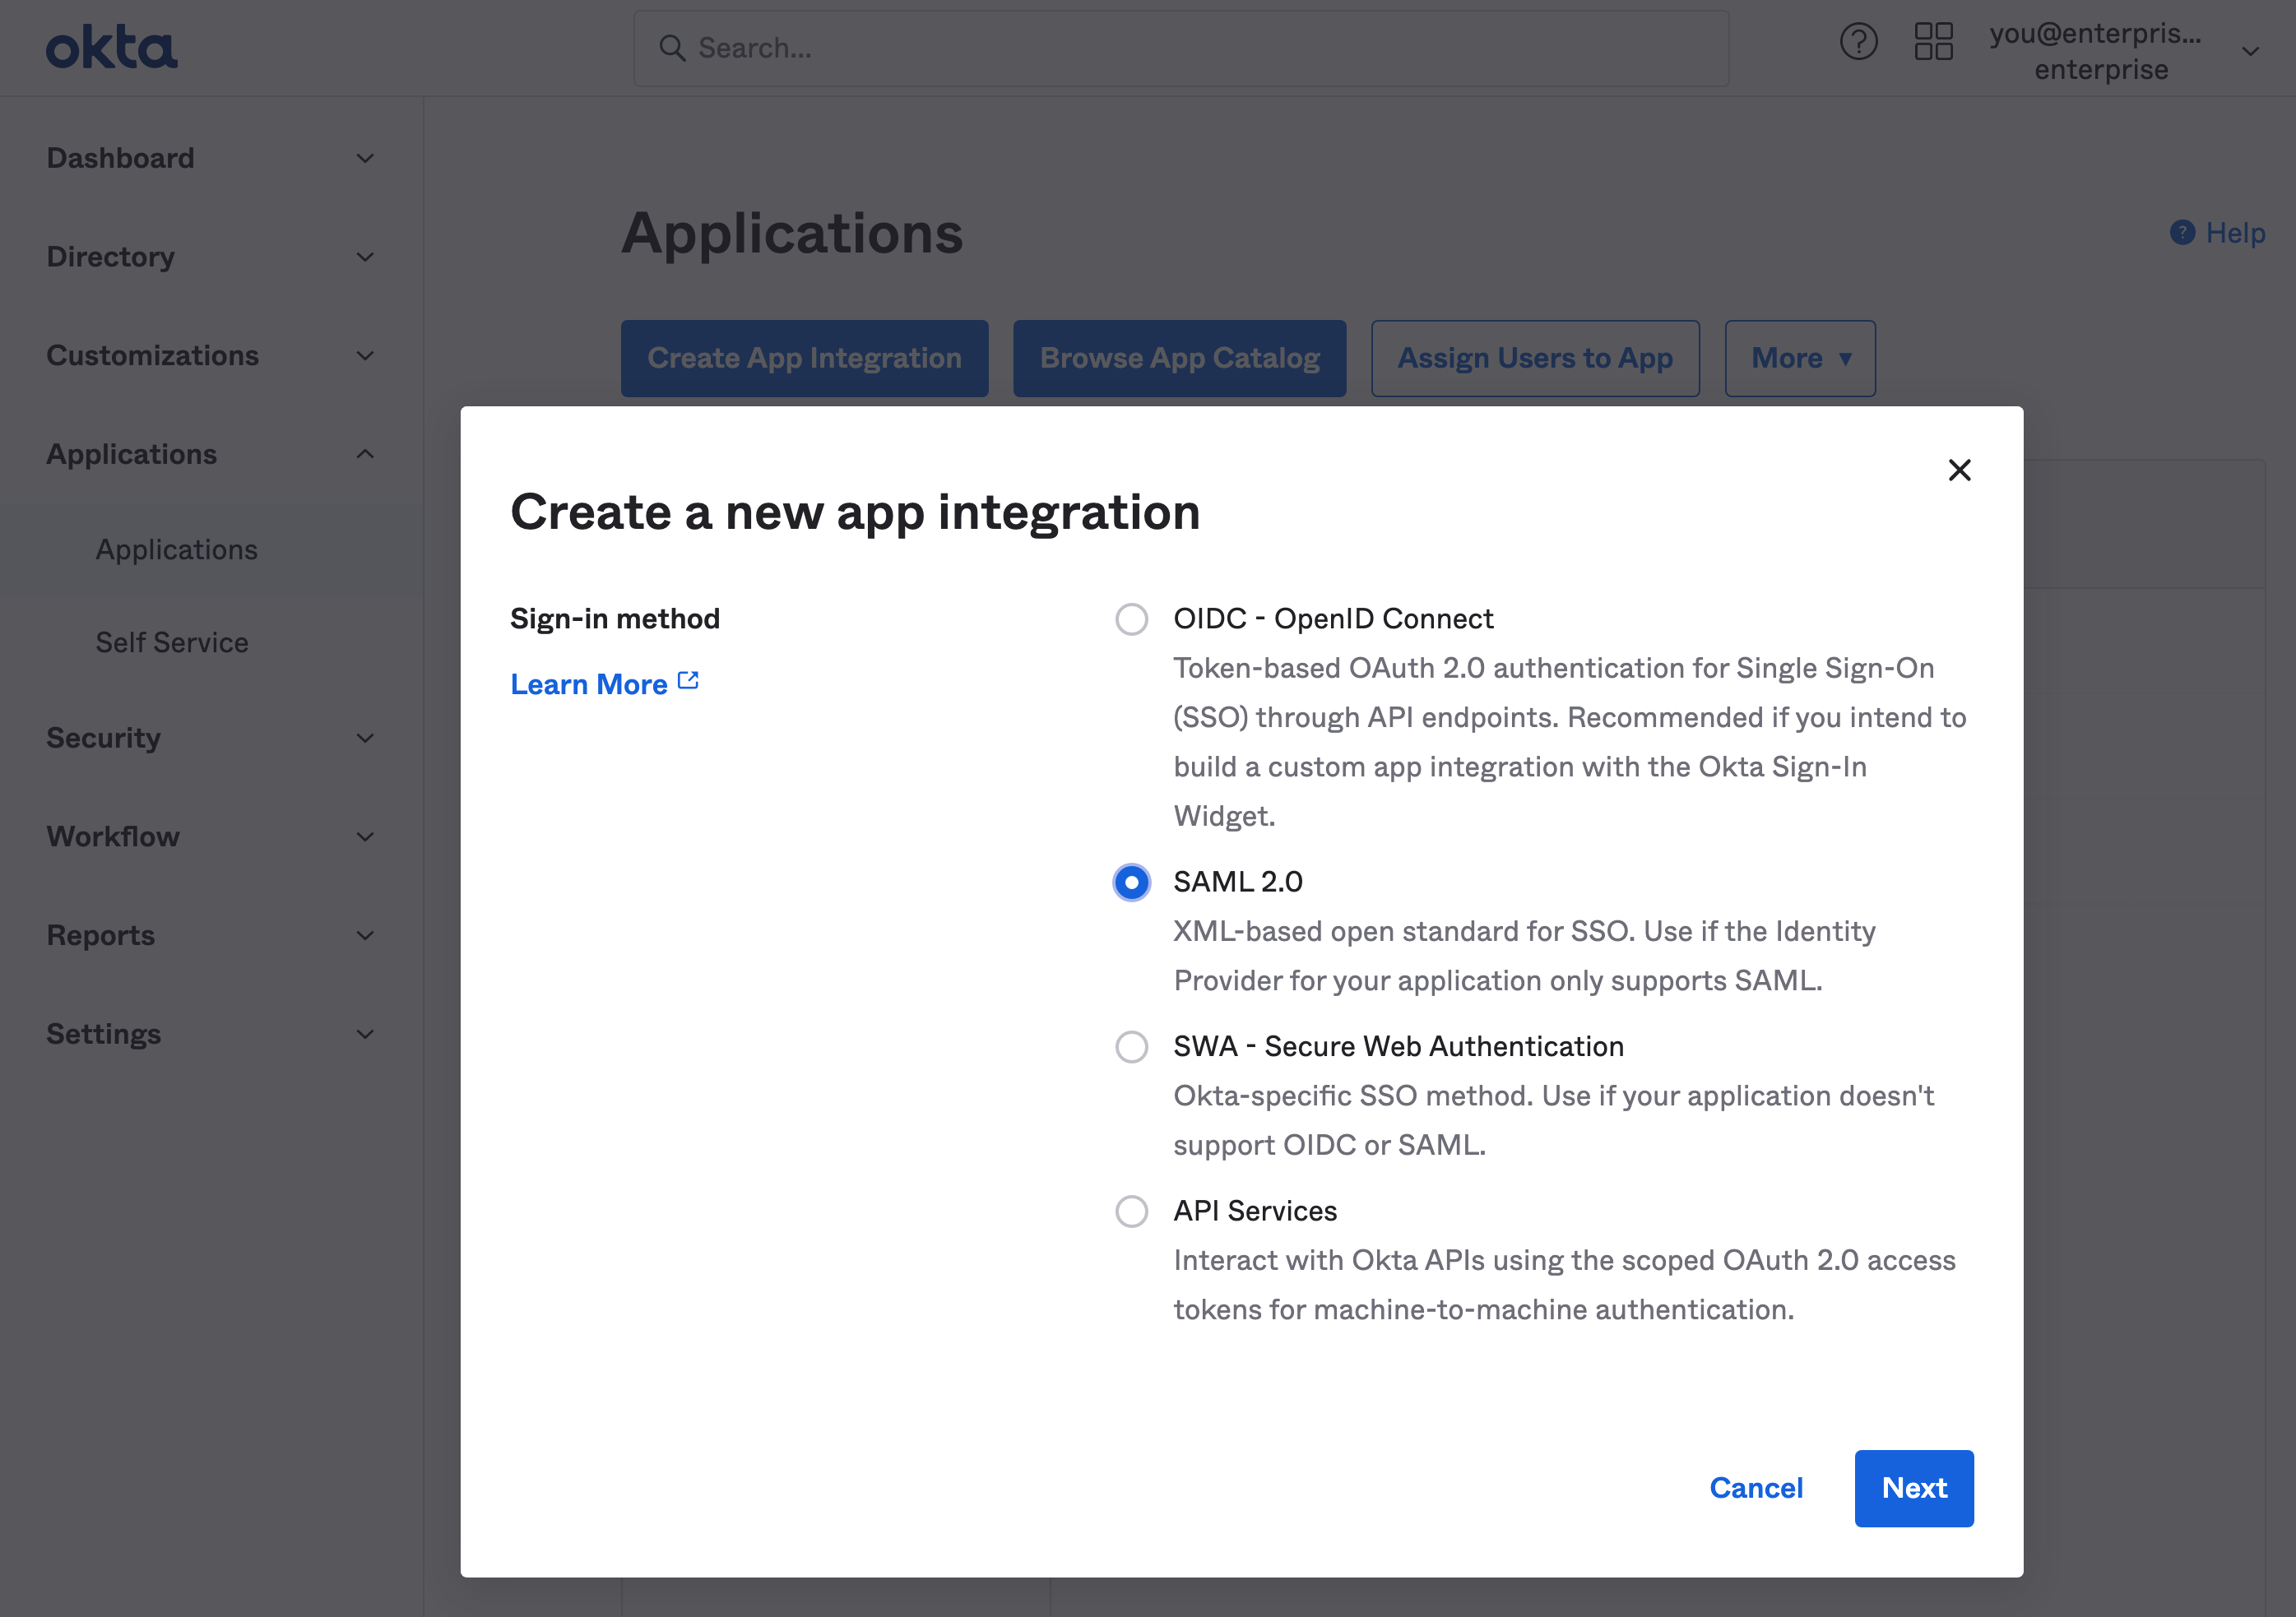 okta
Search...
you@enterpris...
enterprise
Dashboard
Directory
Customizations
Applications
Applications
Self Service
Security
Workflow
Reports
Settings
Applications
Help
Create App Integration
Browse App Catalog
Assign Users to App
More
Create a new app integration
Sign-in method
Learn More
OIDC - OpenID Connect
Token-based OAuth 2.0 authentication for Single Sign-On
(SSO) through API endpoints. Recommended if you intend to
build a custom app integration with the Okta Sign-In
Widget.
SAML 2.0
XML-based open standard for SSO. Use if the Identity
Provider for your application only supports SAML.
SWA - Secure Web Authentication
Okta-specific SSO method. Use if your application doesn't
support OIDC or SAML.
API Services
Interact with Okta APIs using the scoped OAuth 2.0 access
tokens for machine-to-machine authentication.
Cancel
Next